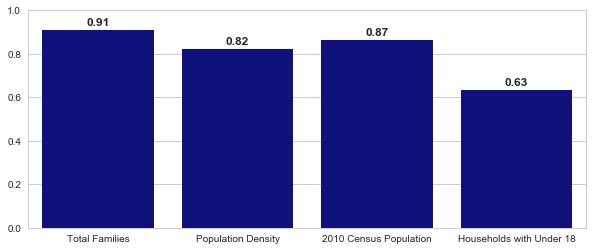 1.0
0.8
0.6
0.4
0.2
0.0
0.91
0.82
0.87
0.63
Total Families
Population Density
2010 Census Population
Households with Under 18